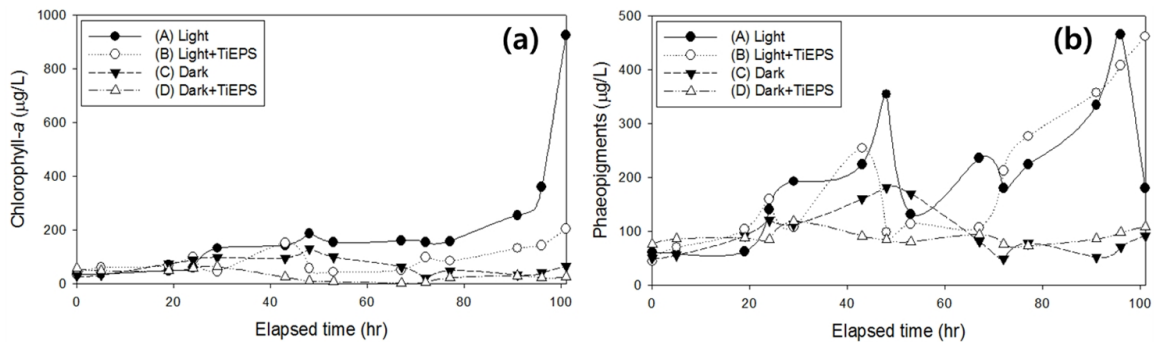 (a)
(A) Light
(B) Light+TiEPS
(C) Dark
(D) Dark+TiEPS
Chlorophyll-a (μg/L)
1000
800
600
400
200
0
0 20 40 60 80 100
Elapsed time (hr)
(b)
(A) Light
(B) Light+TiEPS
(C) Dark
(D) Dark+TiEPS
Phaeopigments (μg/L)
500
400
300
200
100
0
0 20 40 60 80 100
Elapsed time (hr)